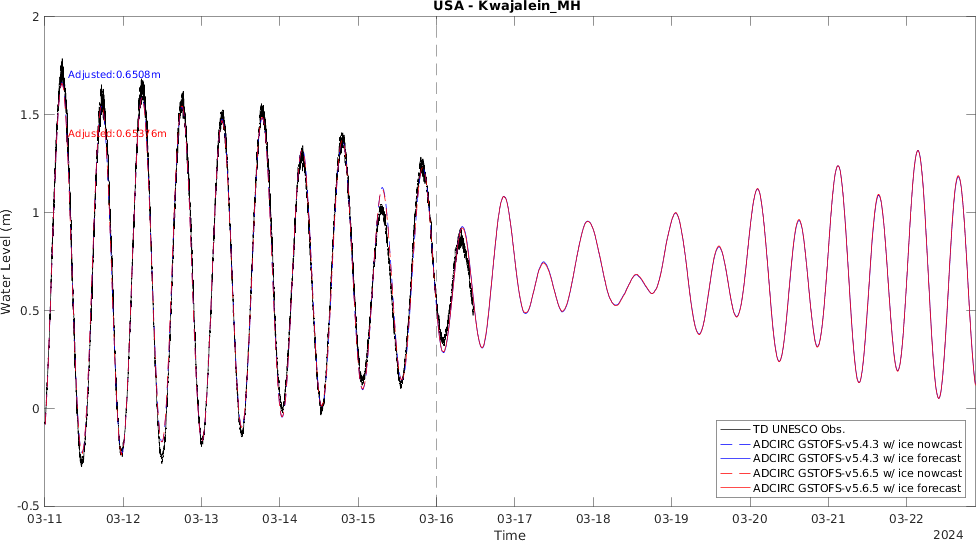 USA - Kwajalein_MH
Water Level (m)
2
1.5
1
0.5
0
-0.5
Adjusted:0.6508m
Adjusted:0.65376m
TD UNESCO Obs.
ADCIRC GSTOFS-v5.4.3 w/ ice nowcast
ADCIRC GSTOFS-v5.4.3 w/ ice forecast
ADCIRC GSTOFS-v5.6.5 w/ ice nowcast
ADCIRC GSTOFS-v5.6.5 w/ ice forecast
03-11 03-12 03-13 03-14 03-15 03-16 03-17 03-18 03-19 03-20 03-21 03-22
Time
2024